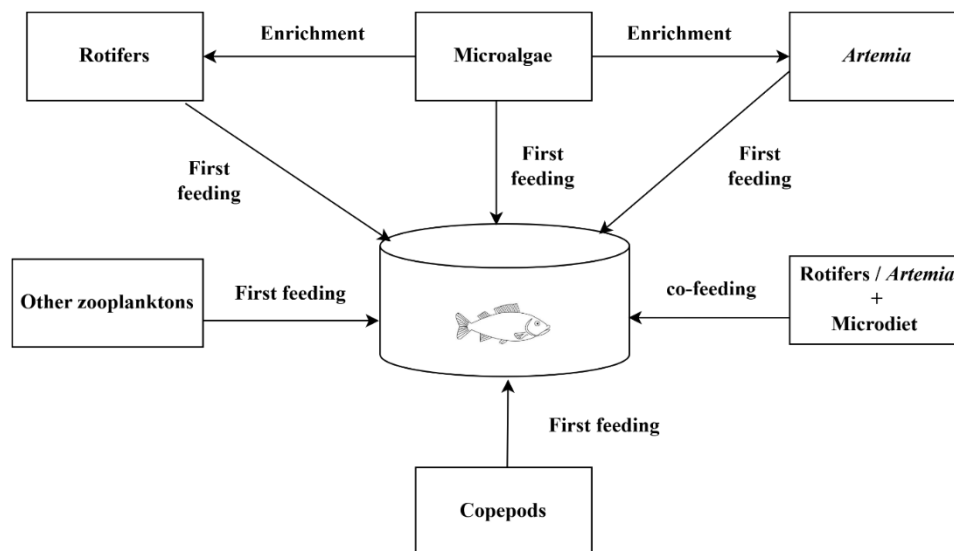 Rotifers
Enrichment
Microalgae
Enrichment
Artemia
First
feeding
First
feeding
First
feeding
Other zooplanktons
First feeding
co-feeding
Rotifers / Artemia
+
Microdiet
First feeding
Copepods